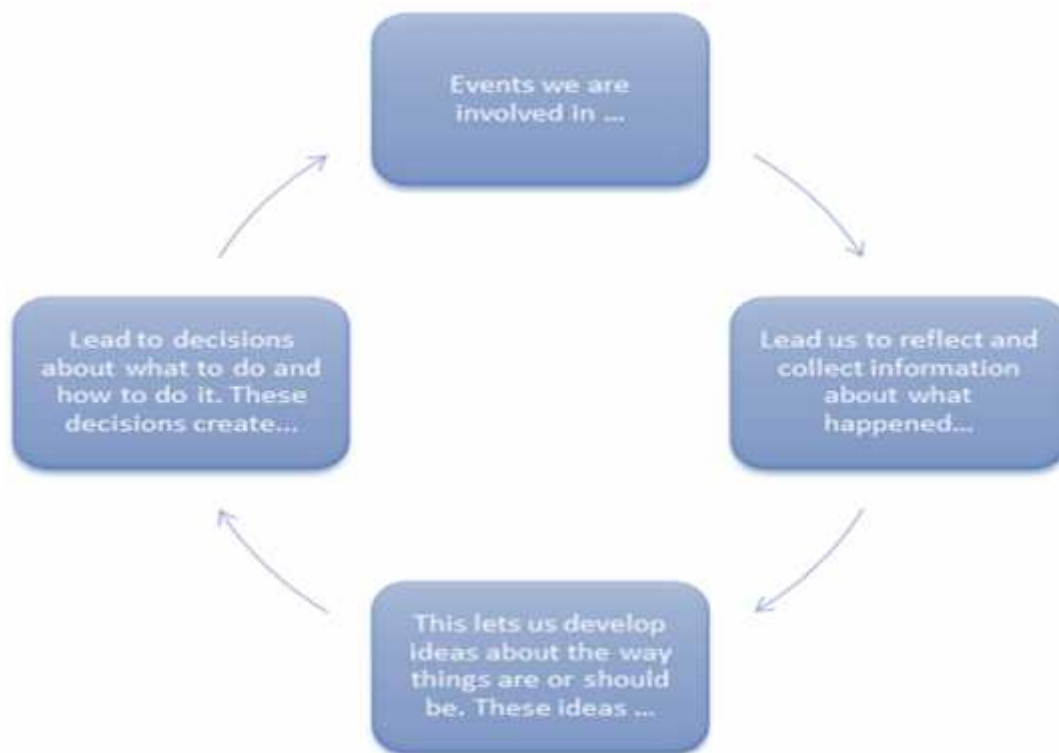 Events we are
involved in ...
Lead us to reflect and
collect information
about what
happened...
This lets us develop
ideas about the way
things are or should
be. These ideas ...
Lead to decisions
about what to do and
how to do it. These
decisions create...